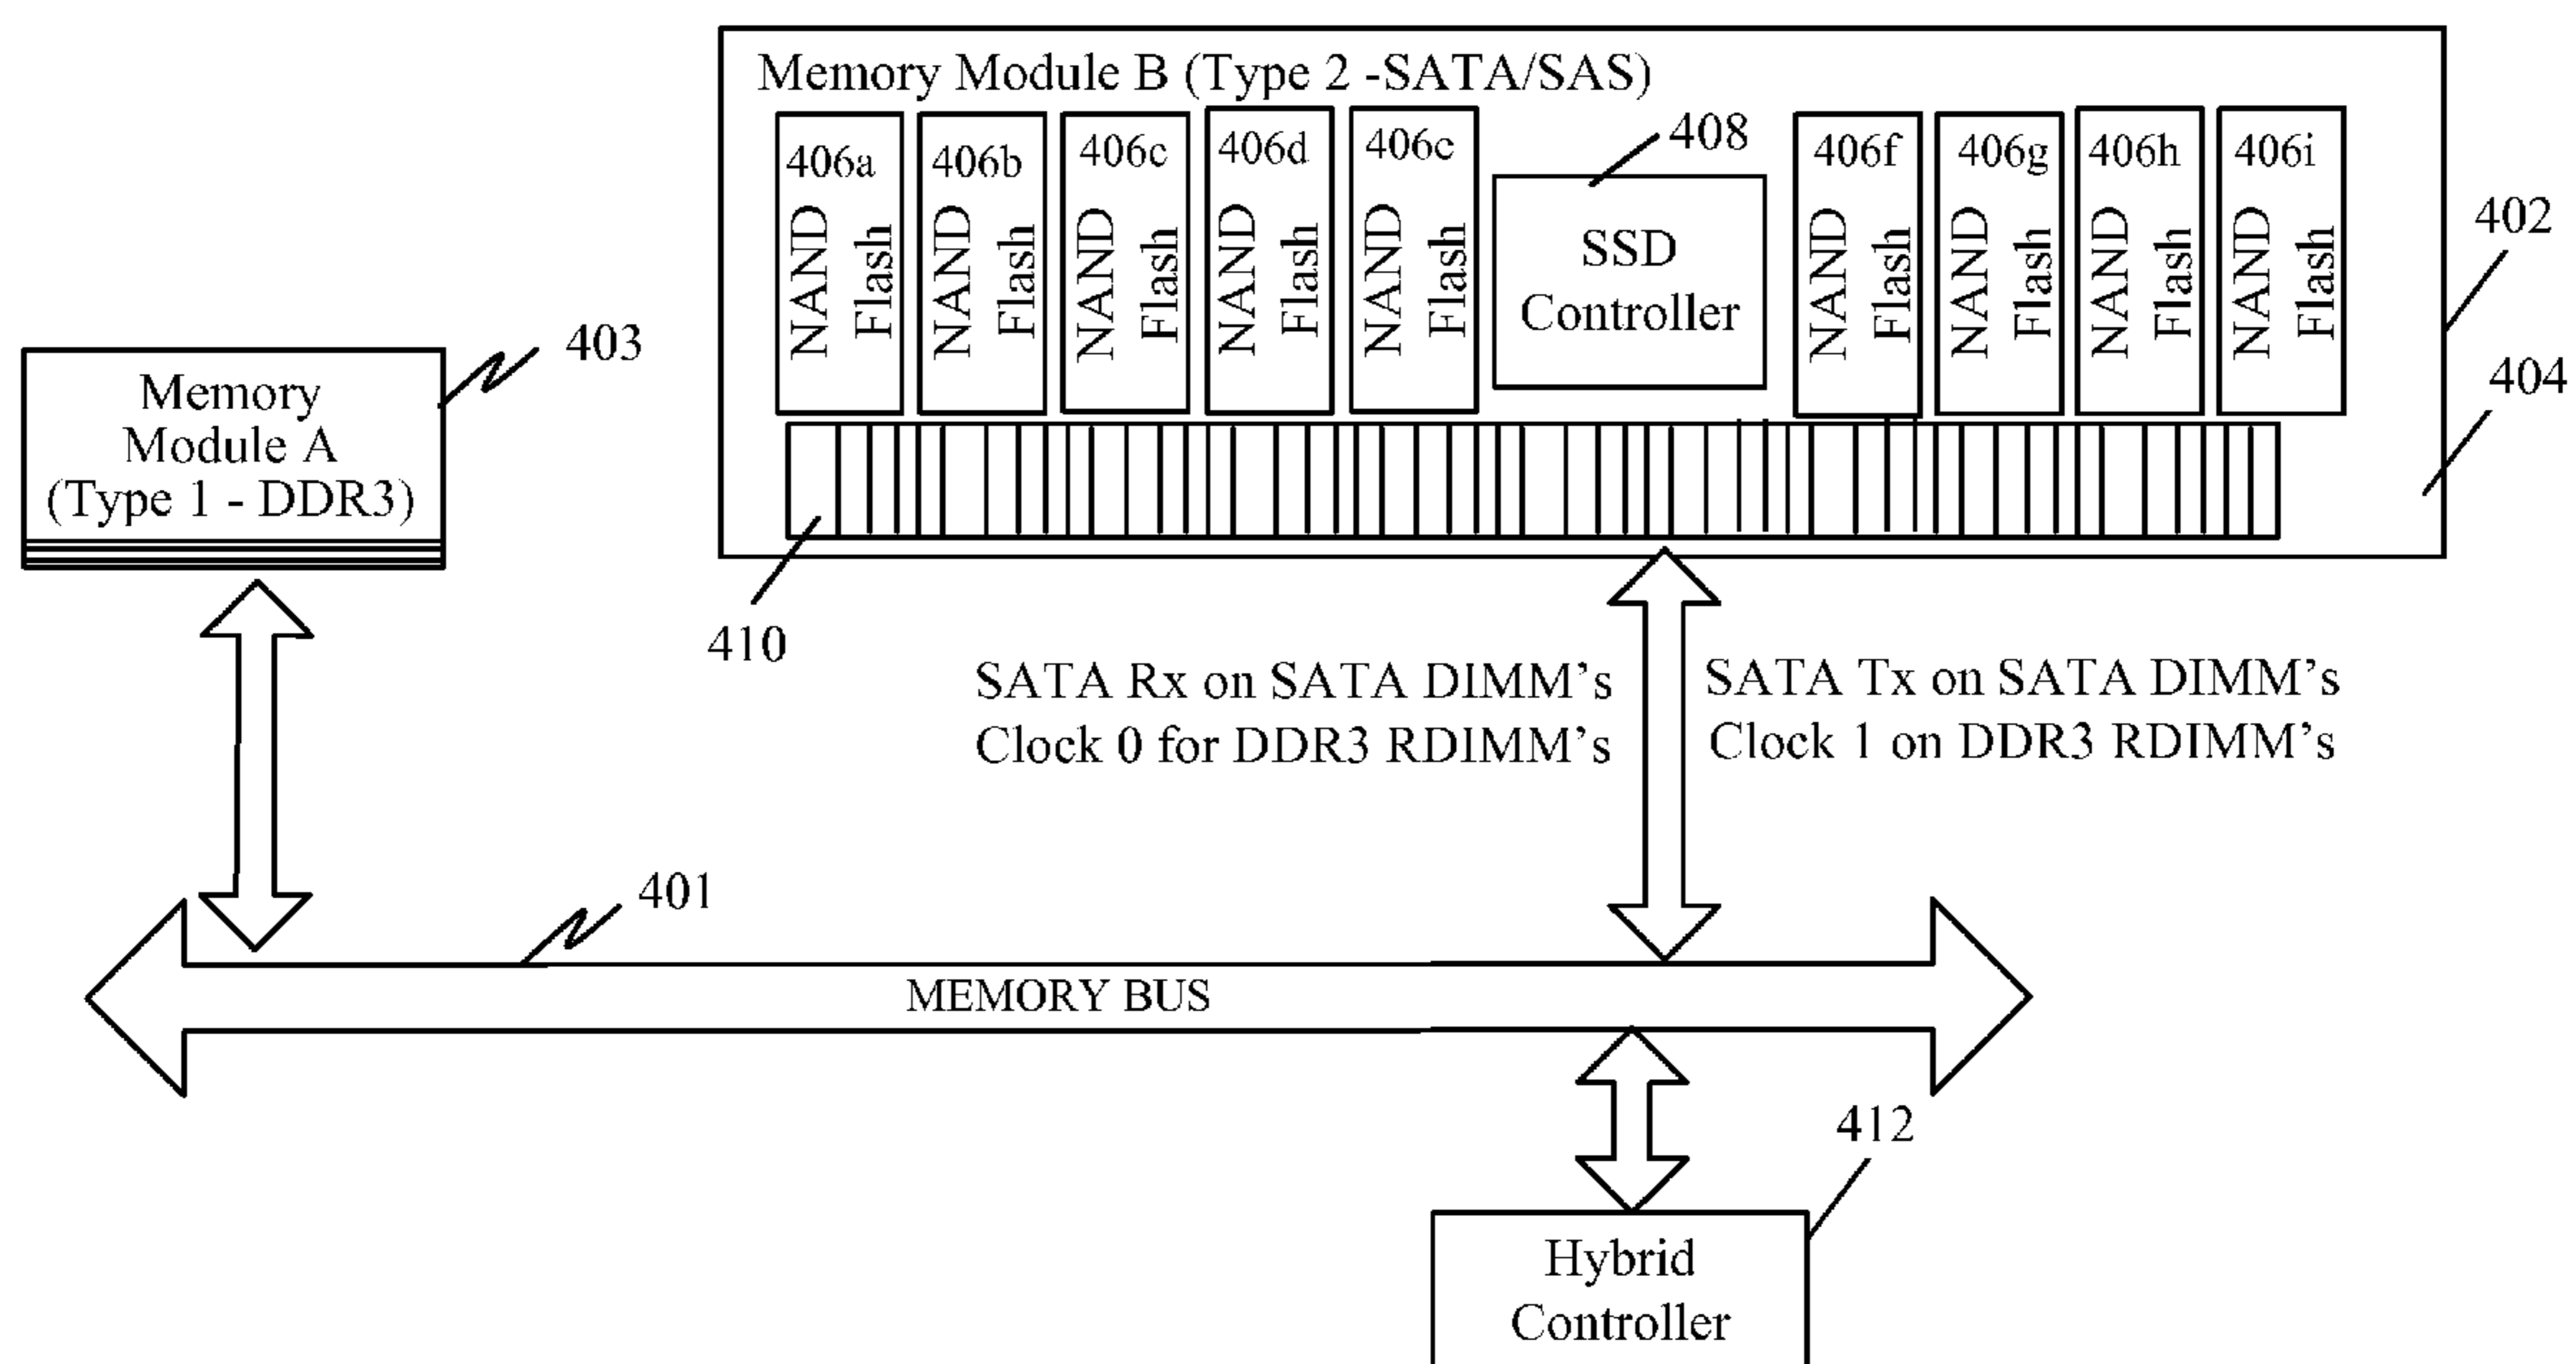 Memory Module B (Type 2 -SATA/SAS)
406a
NAND Flash
406b
NAND Flash
406c
NAND Flash
406d
NAND Flash
406e
NAND Flash
408
SSD
Controller
406f
NAND Flash
406g
NAND Flash
406h
NAND Flash
406i
NAND Flash
402
404
403
Memory
Module A
(Type 1 - DDR3)
410
SATA Rx on SATA DIMM's
Clock 0 for DDR3 RDIMM's
SATA Tx on SATA DIMM's
Clock 1 on DDR3 RDIMM's
401
MEMORY BUS
412
Hybrid
Controller